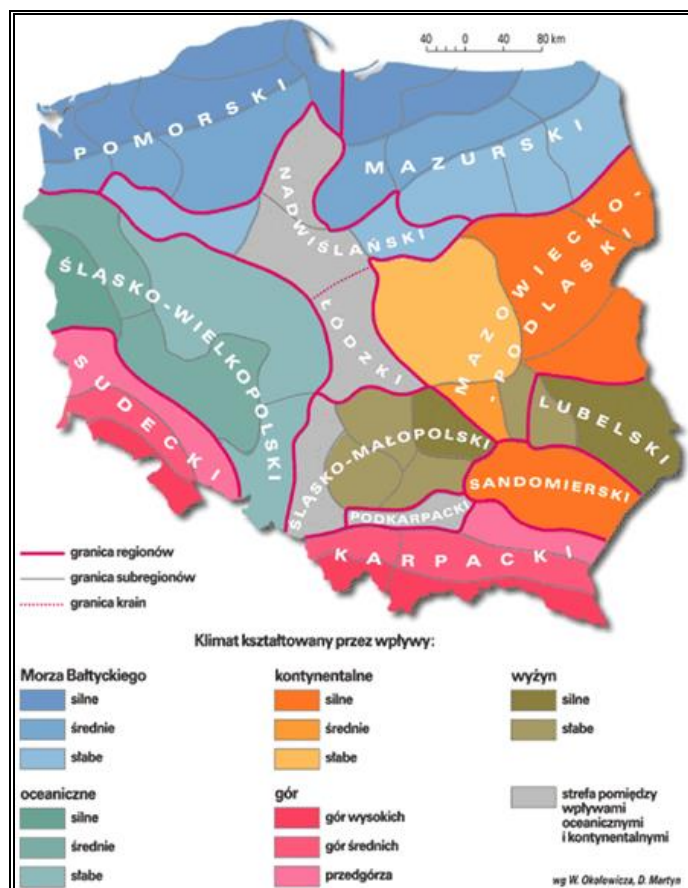 40 0 40 80 km
POMORSKI
MAZURSKI
NADWIŚLAŃSKI
MAZOWIECKO-
-PODLASKI
ŁÓDZKI
ŚLĄSKO-WIELKOPOLSKI
SUDECKI
LUBELSKI
ŚLĄSKO-MAŁOPOLSKI
SANDOMIERSKI
PODKARPACKI
KARPACKI
granica regionów
granica subregionów
granica krain
Klimat kształtowany przez wpływy:
Morza Bałtyckiego
silne
średnie
słabe
kontynentalne
silne
średnie
słabe
wyżyn
silne
słabe
oceaniczne
silne
średnie
słabe
gór
gór wysokich
gór średnich
przedgórza
strefa pomiędzy
wpływami
oceanicznymi
i kontynentalnymi
wg W. Okołowicza, D. Martyn